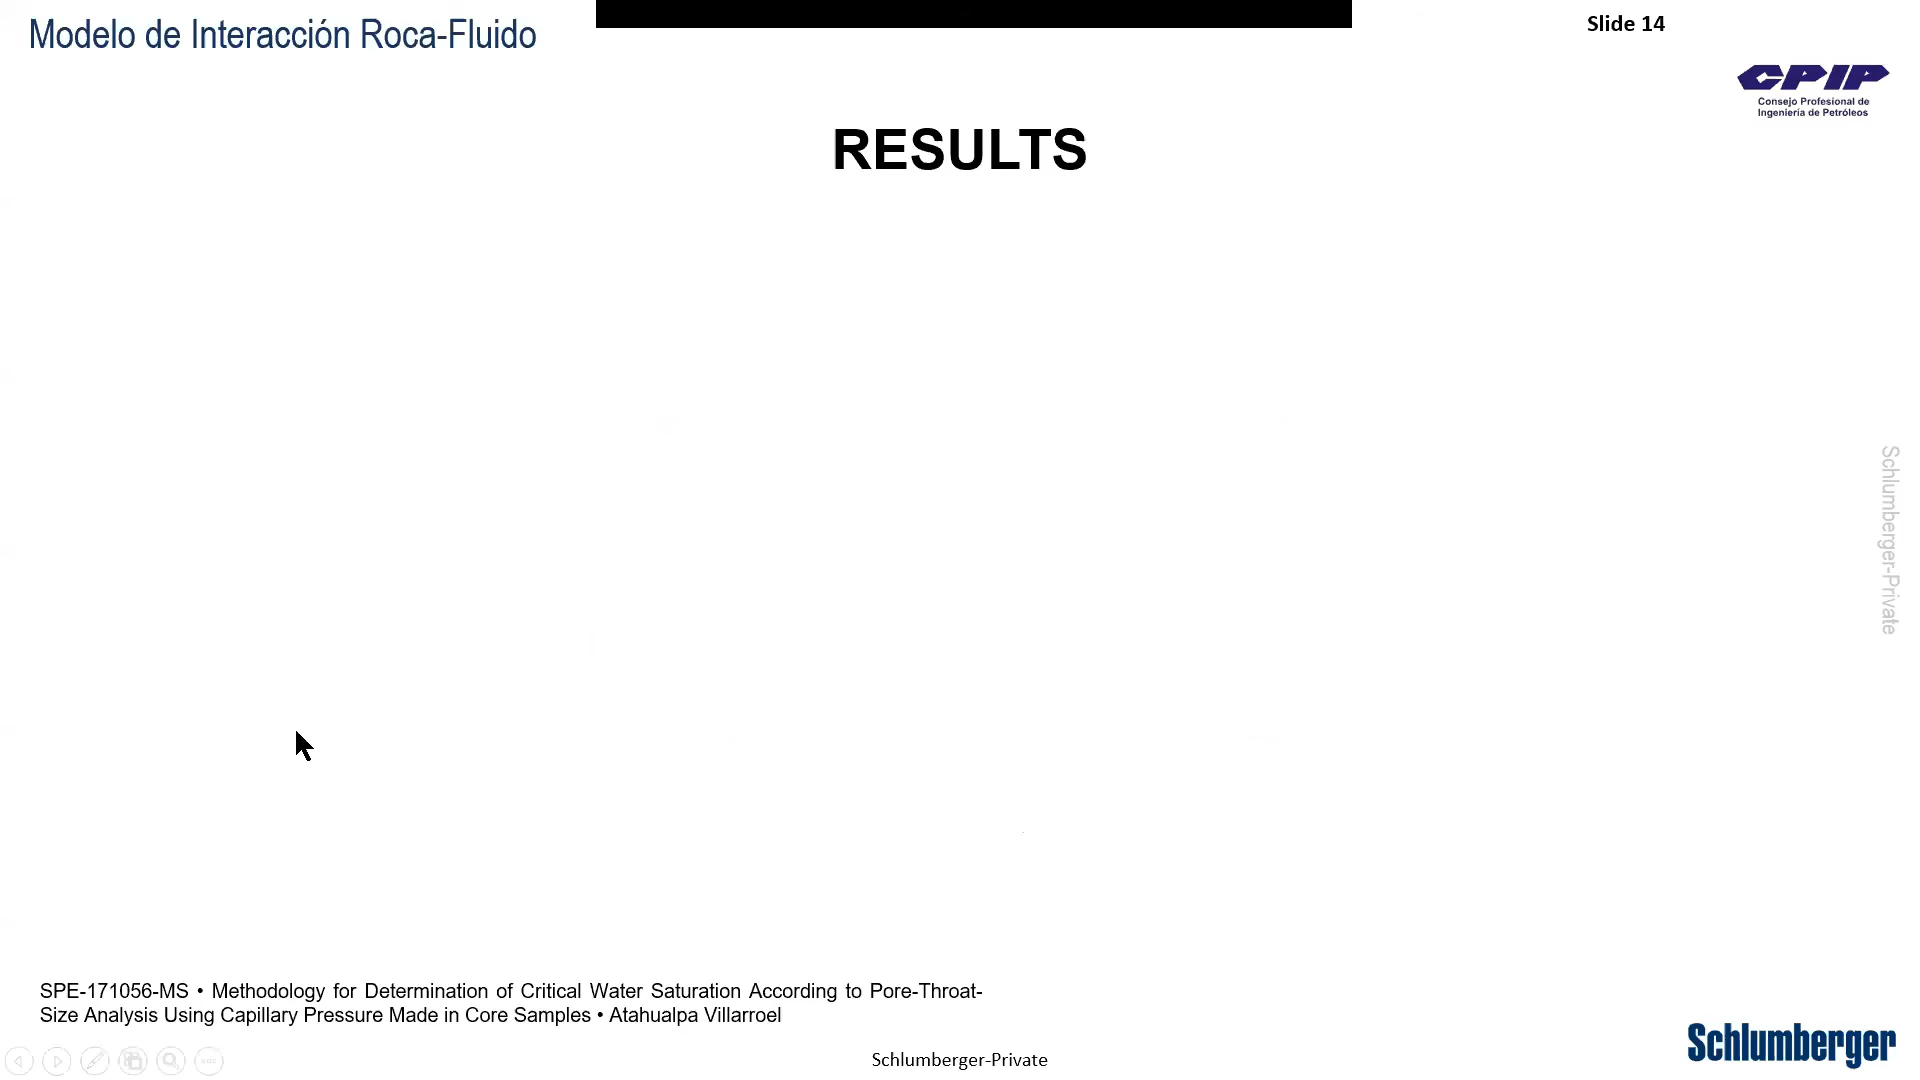 Modelo de Interacción Roca-Fluido
Slide 14
CPIP
Consejo Profesional de
Ingeniería de Petróleos
RESULTS
Schlumberger-Private
SPE-171056-MS • Methodology for Determination of Critical Water Saturation According to Pore-Throat-
Size Analysis Using Capillary Pressure Made in Core Samples • Atahualpa Villarroel
Schlumberger-Private
Schlumberger